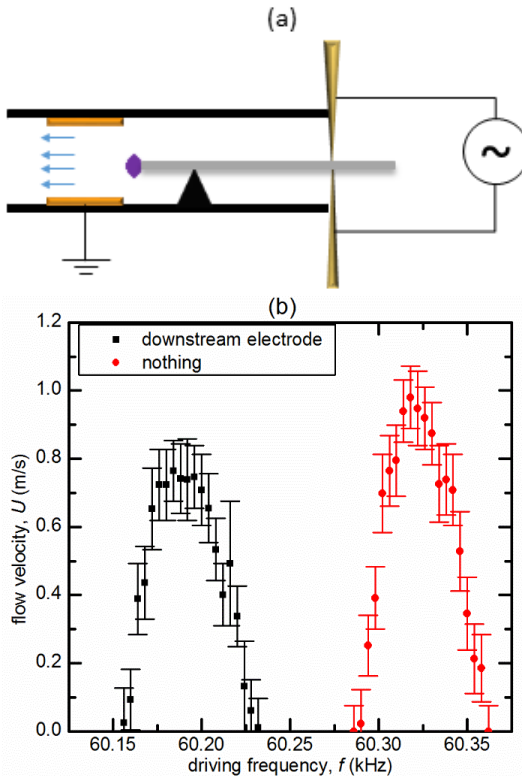 (a)
~
(b)
1.2
1.0
0.8
0.6
0.4
0.2
0.0
flow velocity, U (m/s)
downstream electrode
nothing
60.15
60.20
60.25
60.30
60.35
driving frequency, f (kHz)